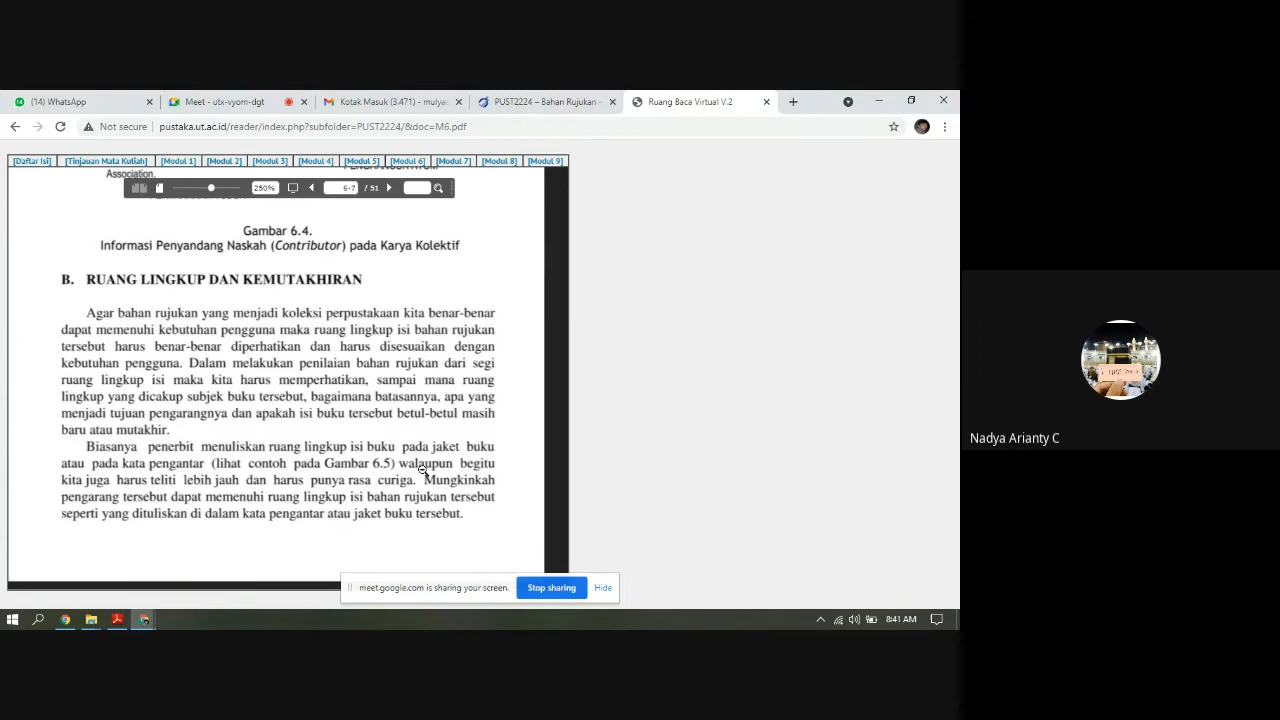 (14) WhatsApp
Meet - utx-vyom-dgt
Kotak Masuk (3.471) - mulya
PUST2224 – Bahan Rujukan –
Ruang Baca Virtual V.2
Not secure
pustaka.ut.ac.id/reader/index.php?subfolder=PUST2224/&doc=M6.pdf
[Daftar Isi] [Tinjauan Mata Kuliah] [Modul 1] [Modul 2] [Modul 3] [Modul 4] [Modul 5] [Modul 6] [Modul 7] [Modul 8] [Modul 9]
Association.
250% 6-7 / 51
Gambar 6.4.
Informasi Penyandang Naskah (Contributor) pada Karya Kolektif
B. RUANG LINGKUP DAN KEMUTAKHIRAN
Agar bahan rujukan yang menjadi koleksi perpustakaan kita benar-benar
dapat memenuhi kebutuhan pengguna maka ruang lingkup isi bahan rujukan
tersebut harus benar-benar diperhatikan dan harus disesuaikan dengan
kebutuhan pengguna. Dalam melakukan penilaian bahan rujukan dari segi
ruang lingkup isi maka kita harus memperhatikan, sampai mana ruang
lingkup yang dicakup subjek buku tersebut, bagaimana batasannya, apa yang
menjadi tujuan pengarangnya dan apakah isi buku tersebut betul-betul masih
baru atau mutakhir.
Biasanya penerbit menuliskan ruang lingkup isi buku pada jaket buku
atau pada kata pengantar (lihat contoh pada Gambar 6.5) walaupun begitu
kita juga harus teliti lebih jauh dan harus punya rasa curiga. Mungkinkah
pengarang tersebut dapat memenuhi ruang lingkup isi bahan rujukan tersebut
seperti yang dituliskan di dalam kata pengantar atau jaket buku tersebut.
meet.google.com is sharing your screen.
Stop sharing
Hide
8:41 AM
Nadya Arianty C